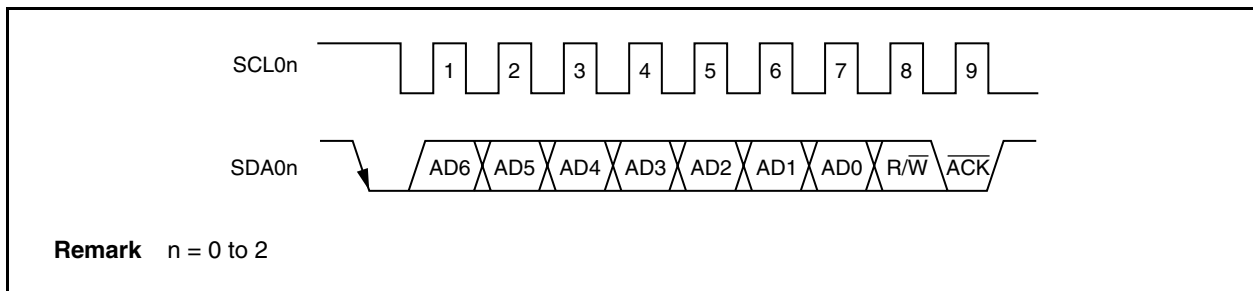 SCL0n 1 2 3 4 5 6 7 8 9
SDA0n AD6 AD5 AD4 AD3 AD2 AD1 AD0 R/W̅ A̅C̅K̅
Remark n = 0 to 2